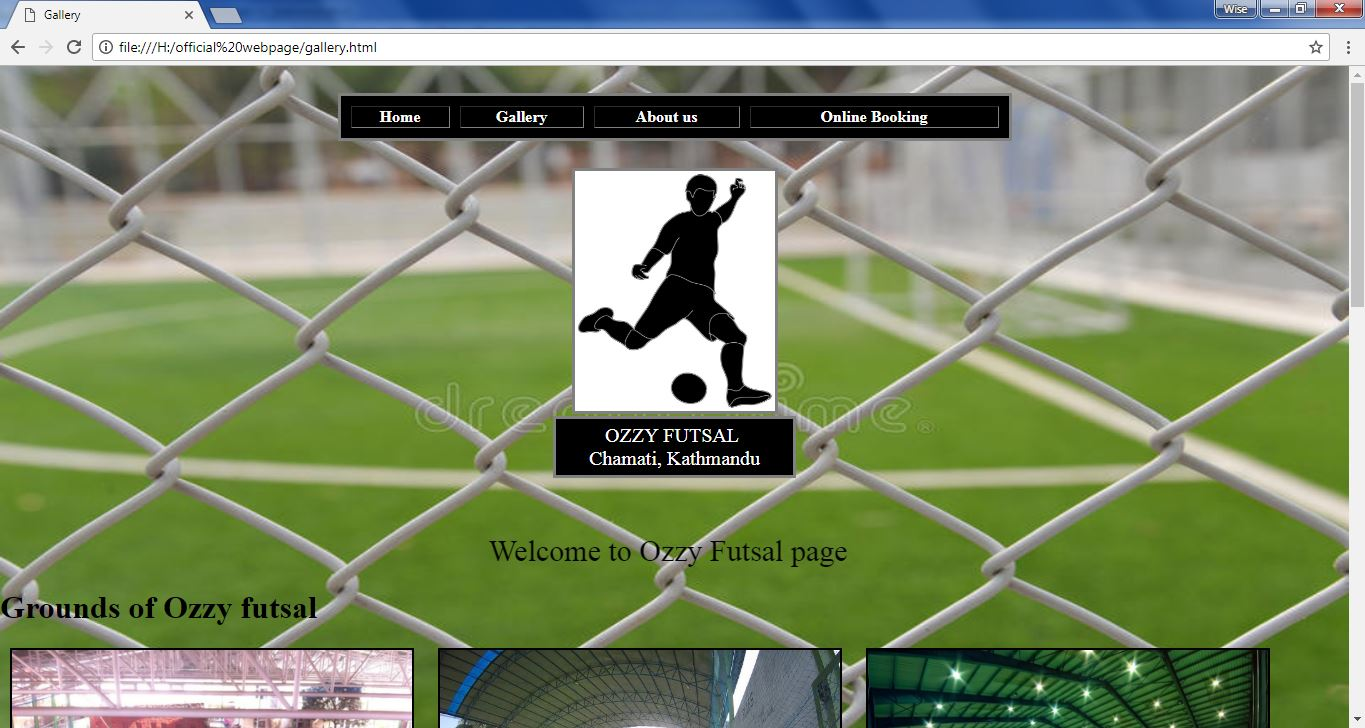 Gallery
Wise
file:///H:/official%20webpage/gallery.html
Home Gallery About us Online Booking
OZZY FUTSAL
Chamati, Kathmandu
Welcome to Ozzy Futsal page
Grounds of Ozzy futsal